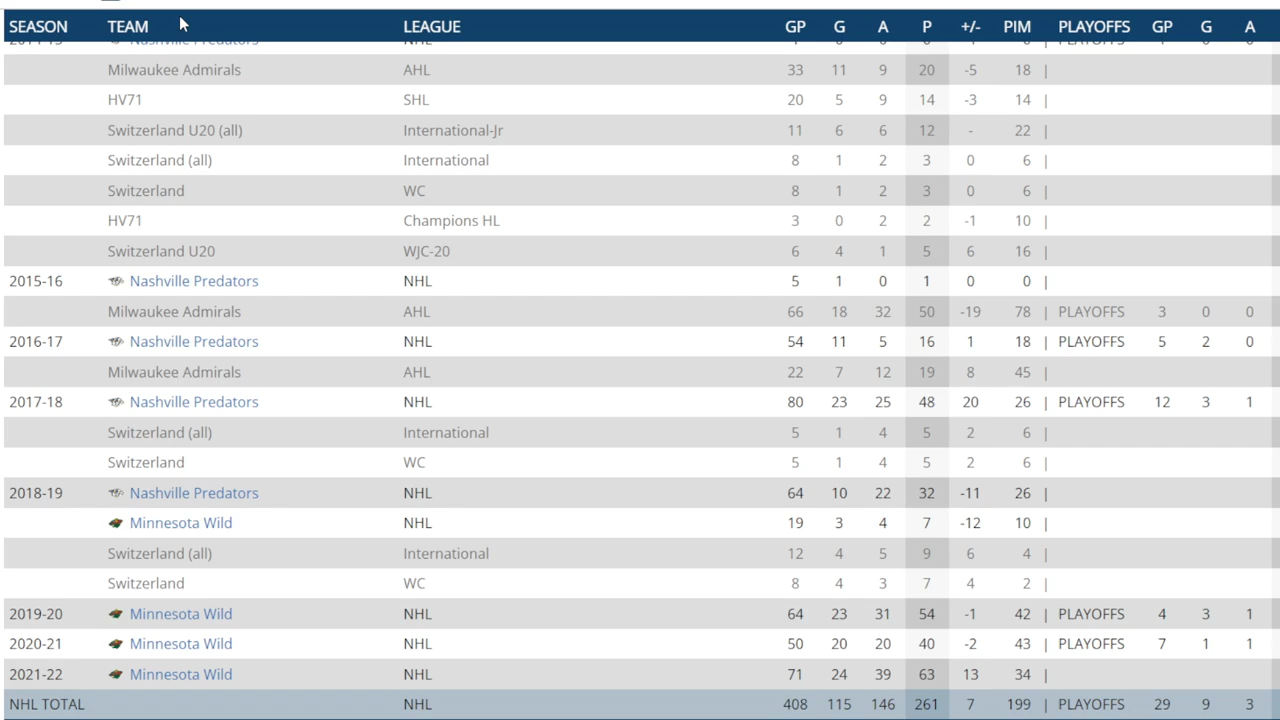 SEASON TEAM LEAGUE GP G A P +/- PIM PLAYOFFS GP G A
Milwaukee Admirals AHL 33 11 9 20 -5 18 |
HV71 SHL 20 5 9 14 -3 14 |
Switzerland U20 (all) International-Jr 11 6 6 12 - 22 |
Switzerland (all) International 8 1 2 3 0 6 |
Switzerland WC 8 1 2 3 0 6 |
HV71 Champions HL 3 0 2 2 -1 10 |
Switzerland U20 WJC-20 6 4 1 5 6 16 |
2015-16 Nashville Predators NHL 5 1 0 1 0 0 |
Milwaukee Admirals AHL 66 18 32 50 -19 78 | PLAYOFFS 3 0 0
2016-17 Nashville Predators NHL 54 11 5 16 1 18 | PLAYOFFS 5 2 0
Milwaukee Admirals AHL 22 7 12 19 8 45 |
2017-18 Nashville Predators NHL 80 23 25 48 20 26 | PLAYOFFS 12 3 1
Switzerland (all) International 5 1 4 5 2 6 |
Switzerland WC 5 1 4 5 2 6 |
2018-19 Nashville Predators NHL 64 10 22 32 -11 26 |
Minnesota Wild NHL 19 3 4 7 -12 10 |
Switzerland (all) International 12 4 5 9 6 4 |
Switzerland WC 8 4 3 7 4 2 |
2019-20 Minnesota Wild NHL 64 23 31 54 -1 42 | PLAYOFFS 4 3 1
2020-21 Minnesota Wild NHL 50 20 20 40 -2 43 | PLAYOFFS 7 1 1
2021-22 Minnesota Wild NHL 71 24 39 63 13 34 |
NHL TOTAL NHL 408 115 146 261 7 199 | PLAYOFFS 29 9 3